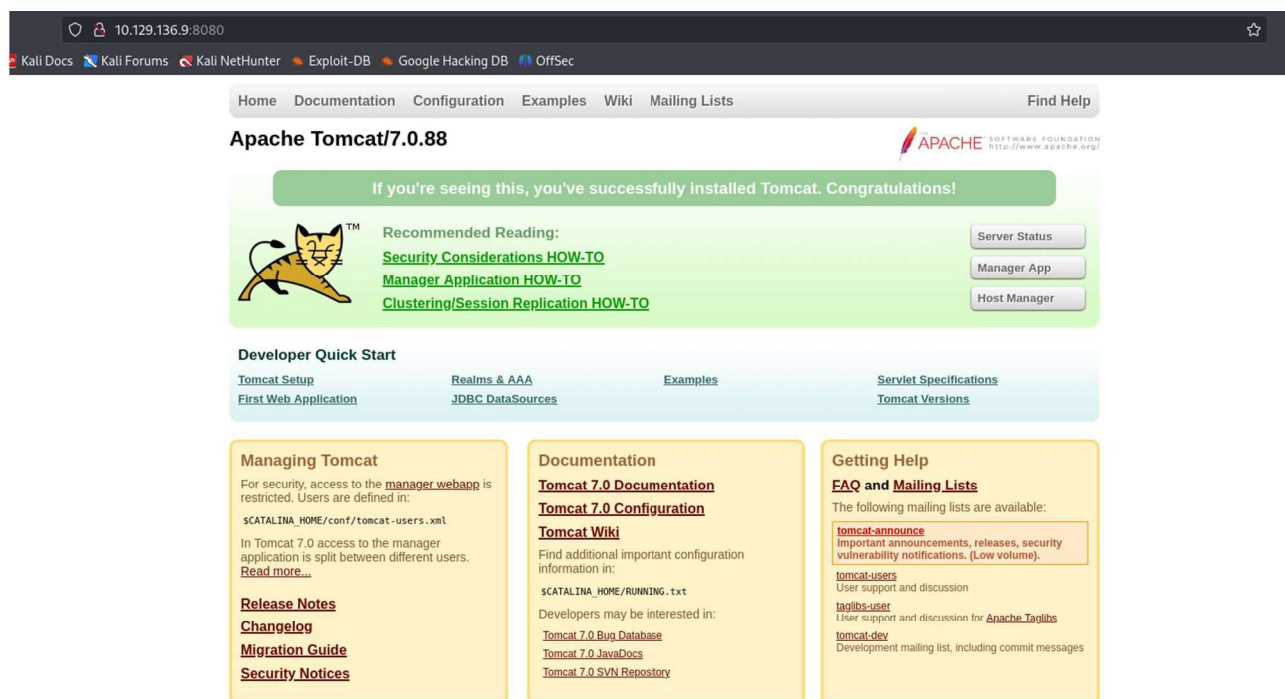 10.129.136.9:8080
Kali Docs Kali Forums Kali NetHunter Exploit-DB Google Hacking DB OffSec
Home Documentation Configuration Examples Wiki Mailing Lists Find Help
Apache Tomcat/7.0.88
THE APACHE SOFTWARE FOUNDATION
http://www.apache.org/
If you're seeing this, you've successfully installed Tomcat. Congratulations!
TM
Recommended Reading:
Security Considerations HOW-TO
Manager Application HOW-TO
Clustering/Session Replication HOW-TO
Server Status
Manager App
Host Manager
Developer Quick Start
Tomcat Setup
First Web Application
Realms & AAA
JDBC DataSources
Examples
Servlet Specifications
Tomcat Versions
Managing Tomcat
For security, access to the manager webapp is
restricted. Users are defined in:
$CATALINA_HOME/conf/tomcat-users.xml
In Tomcat 7.0 access to the manager
application is split between different users.
Read more...
Release Notes
Changelog
Migration Guide
Security Notices
Documentation
Tomcat 7.0 Documentation
Tomcat 7.0 Configuration
Tomcat Wiki
Find additional important configuration
information in:
$CATALINA_HOME/RUNNING.txt
Developers may be interested in:
Tomcat 7.0 Bug Database
Tomcat 7.0 JavaDocs
Tomcat 7.0 SVN Repository
Getting Help
FAQ and Mailing Lists
The following mailing lists are available:
tomcat-announce
Important announcements, releases, security
vulnerability notifications. (Low volume).
tomcat-users
User support and discussion
taglibs-user
User support and discussion for Apache Taglibs
tomcat-dev
Development mailing list, including commit messages